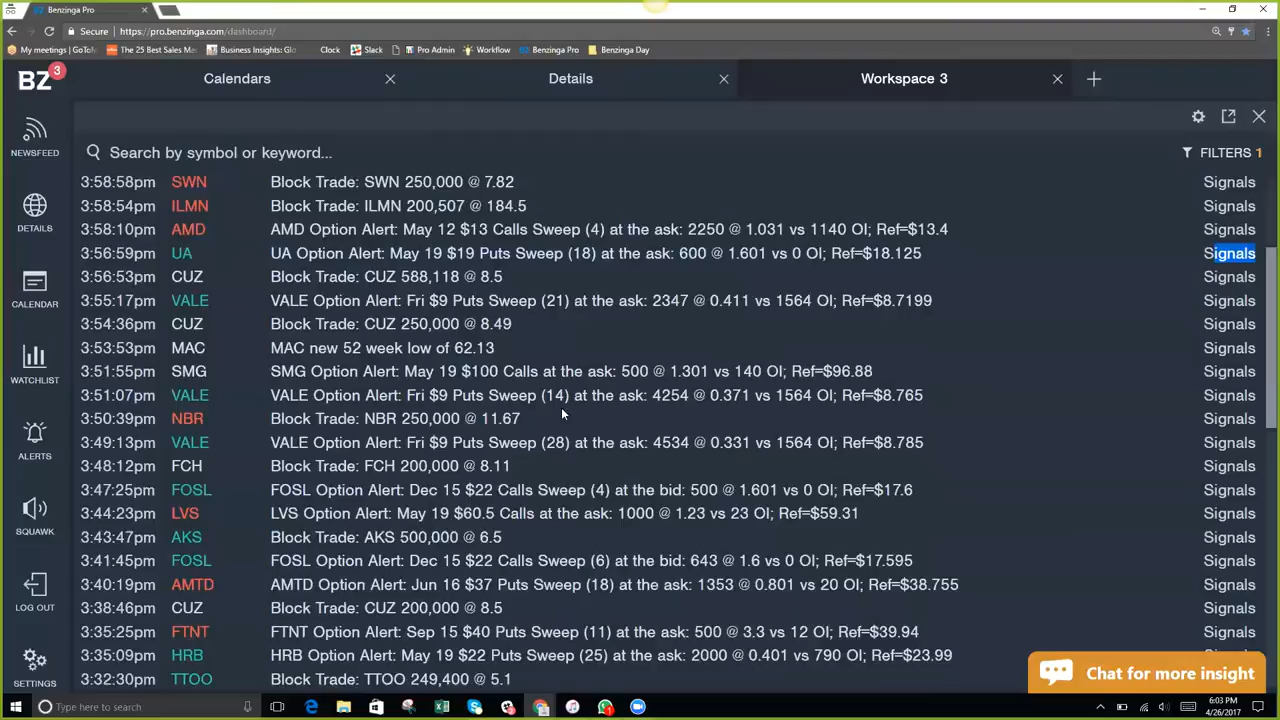 Benzinga Pro
Secure https://pro.benzinga.com/dashboard/
My meetings | GoToM The 25 Best Sales Ma Business Insights: Glo Clock Slack Pro Admin Workflow Benzinga Pro Benzinga Day
BZ 3 Calendars Details Workspace 3
NEWSFEED
DETAILS
CALENDAR
WATCHLIST
ALERTS
SQUAWK
LOG OUT
SETTINGS
Search by symbol or keyword... FILTERS 1
3:58:58pm SWN Block Trade: SWN 250,000 @ 7.82 Signals
3:58:54pm ILMN Block Trade: ILMN 200,507 @ 184.5 Signals
3:58:10pm AMD AMD Option Alert: May 12 $13 Calls Sweep (4) at the ask: 2250 @ 1.031 vs 1140 OI; Ref=$13.4 Signals
3:56:59pm UA UA Option Alert: May 19 $19 Puts Sweep (18) at the ask: 600 @ 1.601 vs 0 OI; Ref=$18.125 Signals
3:56:53pm CUZ Block Trade: CUZ 588,118 @ 8.5 Signals
3:55:17pm VALE VALE Option Alert: Fri $9 Puts Sweep (21) at the ask: 2347 @ 0.411 vs 1564 OI; Ref=$8.7199 Signals
3:54:36pm CUZ Block Trade: CUZ 250,000 @ 8.49 Signals
3:53:53pm MAC MAC new 52 week low of 62.13 Signals
3:51:55pm SMG SMG Option Alert: May 19 $100 Calls at the ask: 500 @ 1.301 vs 140 OI; Ref=$96.88 Signals
3:51:07pm VALE VALE Option Alert: Fri $9 Puts Sweep (14) at the ask: 4254 @ 0.371 vs 1564 OI; Ref=$8.765 Signals
3:50:39pm NBR Block Trade: NBR 250,000 @ 11.67 Signals
3:49:13pm VALE VALE Option Alert: Fri $9 Puts Sweep (28) at the ask: 4534 @ 0.331 vs 1564 OI; Ref=$8.785 Signals
3:48:12pm FCH Block Trade: FCH 200,000 @ 8.11 Signals
3:47:25pm FOSL FOSL Option Alert: Dec 15 $22 Calls Sweep (4) at the bid: 500 @ 1.601 vs 0 OI; Ref=$17.6 Signals
3:44:23pm LVS LVS Option Alert: May 19 $60.5 Calls at the ask: 1000 @ 1.23 vs 23 OI; Ref=$59.31 Signals
3:43:47pm AKS Block Trade: AKS 500,000 @ 6.5 Signals
3:41:45pm FOSL FOSL Option Alert: Dec 15 $22 Calls Sweep (6) at the bid: 643 @ 1.6 vs 0 OI; Ref=$17.595 Signals
3:40:19pm AMTD AMTD Option Alert: Jun 16 $37 Puts Sweep (18) at the ask: 1353 @ 0.801 vs 20 OI; Ref=$38.755 Signals
3:38:46pm CUZ Block Trade: CUZ 200,000 @ 8.5 Signals
3:35:25pm FTNT FTNT Option Alert: Sep 15 $40 Puts Sweep (11) at the ask: 500 @ 3.3 vs 12 OI; Ref=$39.94 Signals
3:35:09pm HRB HRB Option Alert: May 19 $22 Puts Sweep (25) at the ask: 2000 @ 0.401 vs 790 OI; Ref=$23.99 Signals
3:32:30pm TTOO Block Trade: TTOO 249,400 @ 5.1 Signals
Chat for more insight
Type here to search
6:03 PM
4/26/2017